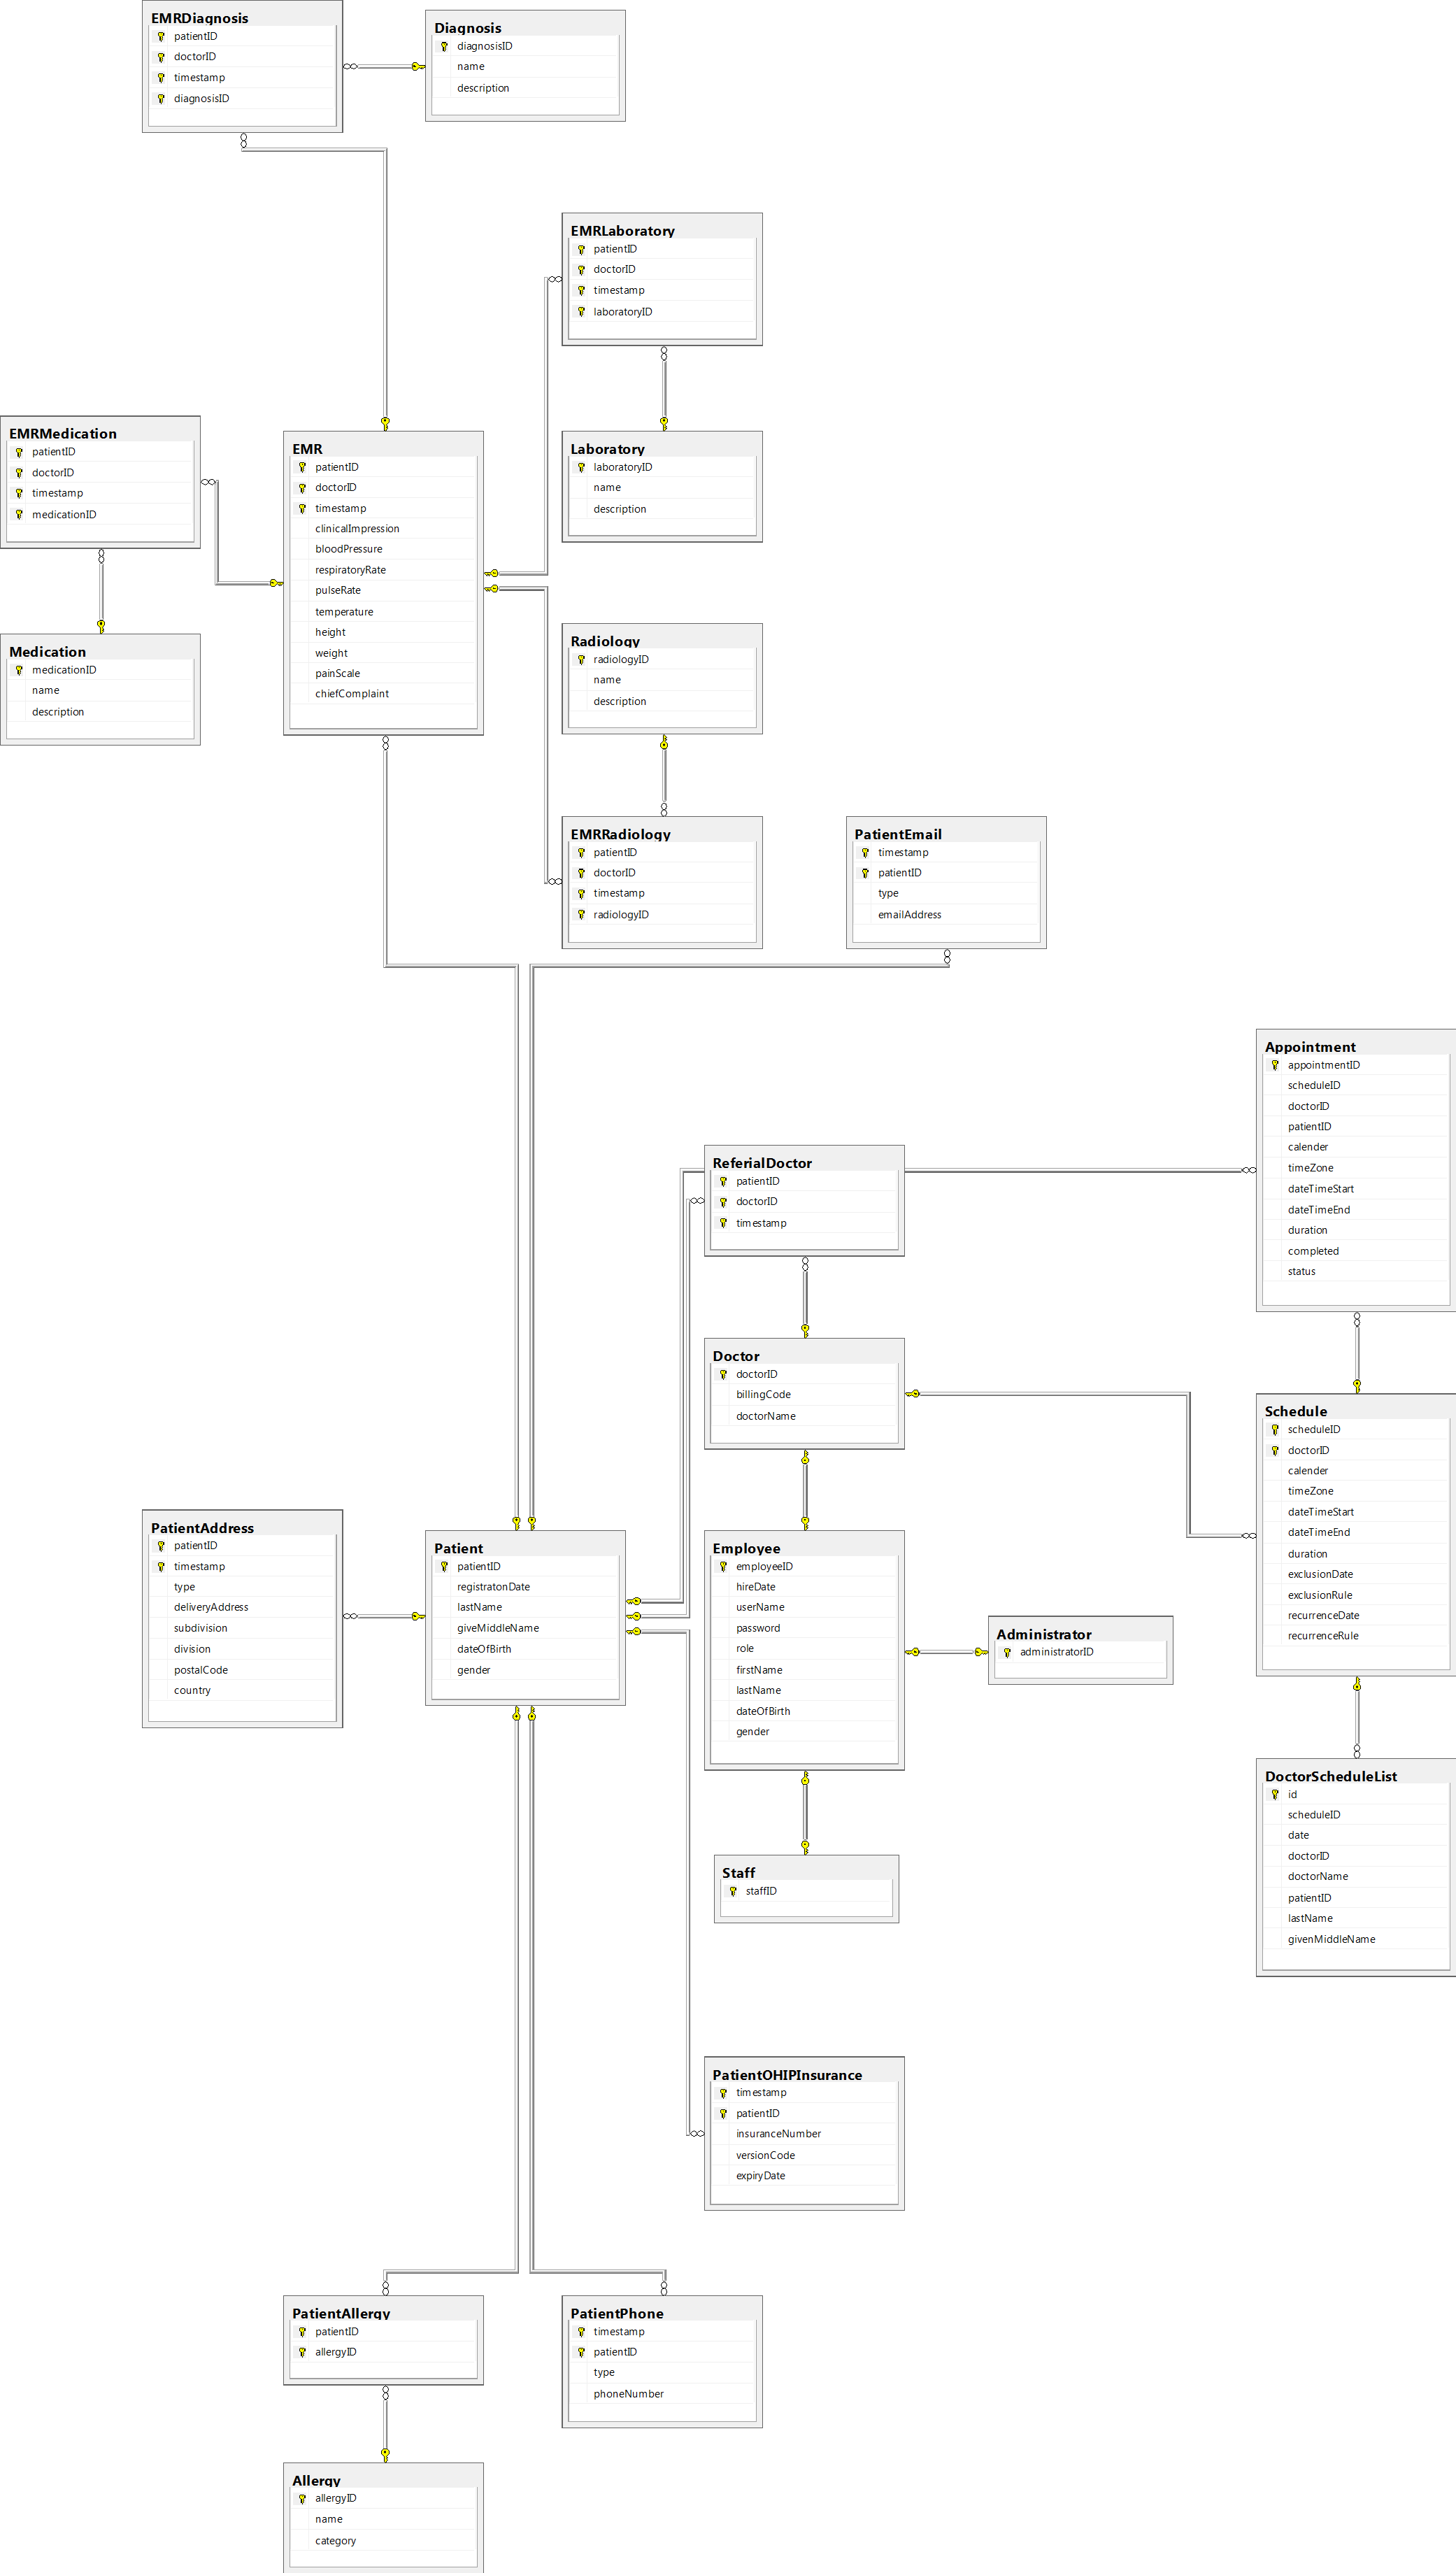 EMRDiagnosis
patientID
doctorID
timestamp
diagnosisID
Diagnosis
diagnosisID
name
description
EMRLaboratory
patientID
doctorID
timestamp
laboratoryID
EMRMedication
patientID
doctorID
timestamp
medicationID
EMR
patientID
doctorID
timestamp
clinicalImpression
bloodPressure
respiratoryRate
pulseRate
temperature
height
weight
painScale
chiefComplaint
Laboratory
laboratoryID
name
description
Medication
medicationID
name
description
Radiology
radiologyID
name
description
EMRRadiology
patientID
doctorID
timestamp
radiologyID
PatientEmail
timestamp
patientID
type
emailAddress
Appointment
appointmentID
scheduleID
doctorID
patientID
calender
timeZone
dateTimeStart
dateTimeEnd
duration
completed
status
ReferialDoctor
patientID
doctorID
timestamp
Doctor
doctorID
billingCode
doctorName
Schedule
scheduleID
doctorID
calender
timeZone
dateTimeStart
dateTimeEnd
duration
exclusionDate
exclusionRule
recurrenceDate
recurrenceRule
PatientAddress
patientID
timestamp
type
deliveryAddress
subdivision
division
postalCode
country
Patient
patientID
registratonDate
lastName
giveMiddleName
dateOfBirth
gender
Employee
employeeID
hireDate
userName
password
role
firstName
lastName
dateOfBirth
gender
Administrator
administratorID
DoctorScheduleList
id
scheduleID
date
doctorID
doctorName
patientID
lastName
givenMiddleName
Staff
staffID
PatientOHIPInsurance
timestamp
patientID
insuranceNumber
versionCode
expiryDate
PatientAllergy
patientID
allergyID
PatientPhone
timestamp
patientID
type
phoneNumber
Allergy
allergyID
name
category